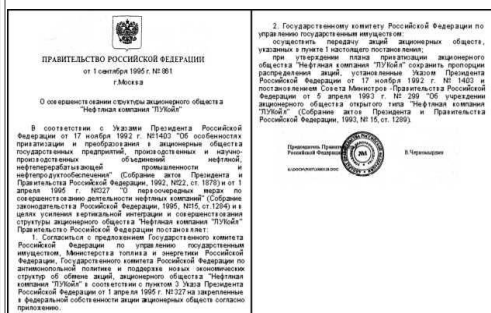 ПРАВИТЕЛЬСТВО РОССИЙСКОЙ ФЕДЕРАЦИИ
от 1 сентября 1995 г. № 861
г.Москва
О совершенствовании структуры акционерного общества
"Нефтяная компания "ЛУКойл"
В соответствии с Указами Президента Российской
Федерации от 17 ноября 1992 г. №1403 "Об особенностях
приватизации и преобразования в акционерные общества
государственных предприятий, производственных и научно-
производственных объединений нефтяной,
нефтеперерабатывающей промышленности и
нефтепродуктообеспечения" (Собрание актов Президента и
Правительства Российской Федерации, 1992, №22, ст. 1878) и от 1
апреля 1995 г. №327 "О первоочередных мерах по
совершенствованию деятельности нефтяных компаний" (Собрание
законодательства Российской Федерации, 1995, №15, ст.1284) и в
целях усиления вертикальной интеграции и совершенствования
структуры акционерного общества "Нефтяная компания "ЛУКойл"
Правительство Российской Федерации постановляет:
1. Согласиться с предложением Государственного комитета
Российской Федерации по управлению государственным
имуществом, Министерства топлива и энергетики Российской
Федерации, Государственного комитета Российской Федерации по
антимонопольной политике и поддержке новых экономических
структур об обмене акций, акционерного общества "Нефтяная
компания "ЛУКойл" в соответствии с пунктом 3 Указа Президента
Российской Федерации от 1 апреля 1995 г. №327 на закрепленные
в федеральной собственности акции акционерных обществ согласно
приложению.
2. Государственному комитету Российской Федерации по
управлению государственным имуществом:
осуществить передачу акций акционерных обществ,
указанных в пункте 1 настоящего постановления;
при утверждении плана приватизации акционерного
общества "Нефтяная компания "ЛУКойл" сохранить пропорции
распределения акций, установленные Указом Президента
Российской Федерации от 17 ноября 1992 г. № 1403 и
постановлением Совета Министров -Правительства Российской
Федерации от 5 апреля 1993 г. № 299 "Об учреждении
акционерного общества открытого типа "Нефтяная компания
"ЛУКойл" (Собрание актов Президента и Правительства
Российской Федерации, 1993, № 15, ст. 1289).
Председатель
Российской Федерации
В.Черномырдин